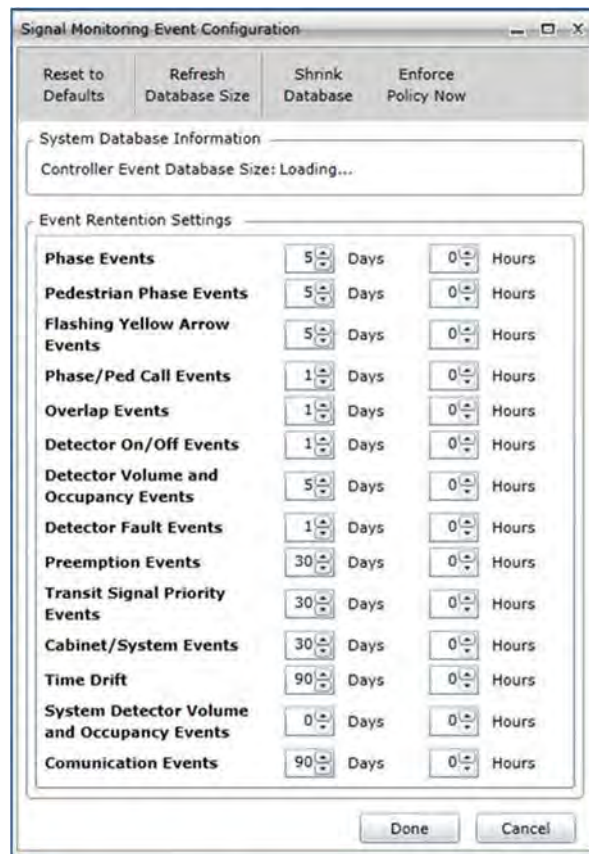 Signal Monitoring Event Configuration
Reset to Defaults
Refresh Database Size
Shrink Database
Enforce Policy Now
System Database Information
Controller Event Database Size: Loading...
Event Rentention Settings
Phase Events 5 Days 0 Hours
Pedestrian Phase Events 5 Days 0 Hours
Flashing Yellow Arrow
Events 5 Days 0 Hours
Phase/Ped Call Events 1 Days 0 Hours
Overlap Events 1 Days 0 Hours
Detector On/Off Events 1 Days 0 Hours
Detector Volume and
Occupancy Events 5 Days 0 Hours
Detector Fault Events 1 Days 0 Hours
Preemption Events 30 Days 0 Hours
Transit Signal Priority
Events 30 Days 0 Hours
Cabinet/System Events 30 Days 0 Hours
Time Drift 90 Days 0 Hours
System Detector Volume
and Occupancy Events 0 Days 0 Hours
Comunication Events 90 Days 0 Hours
Done Cancel